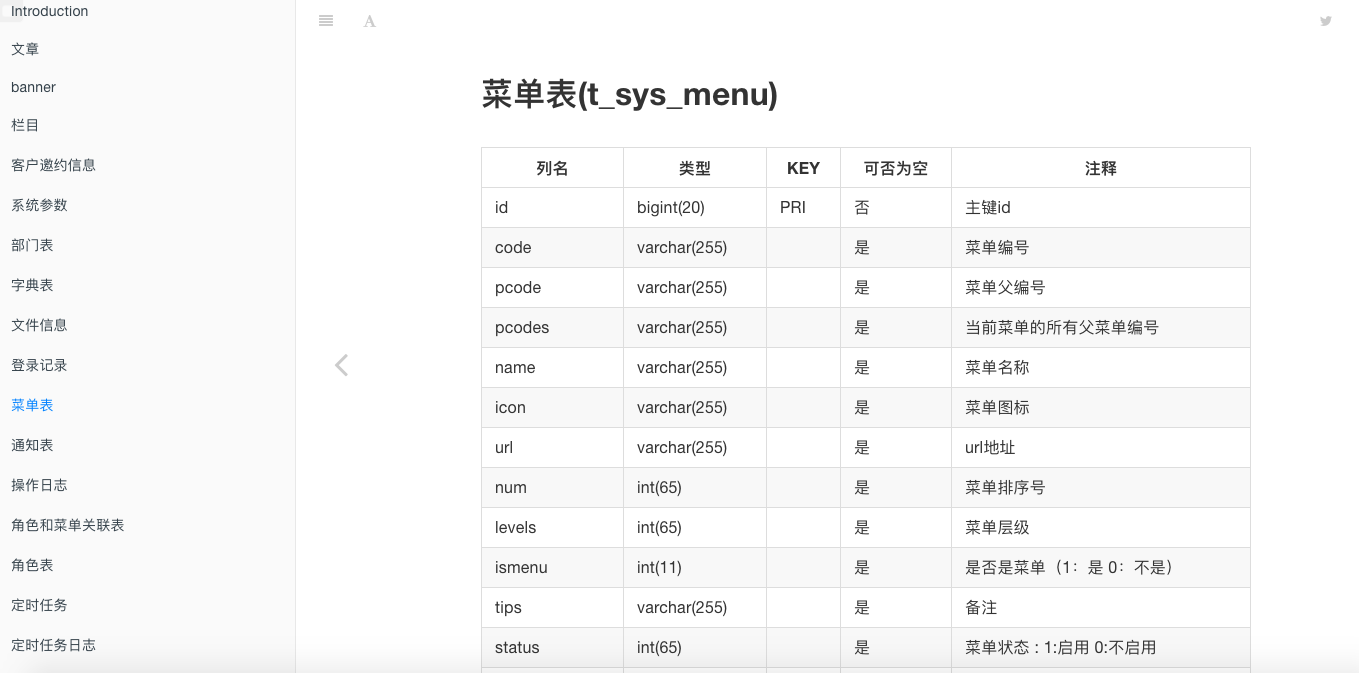 Introduction
文章
banner
栏目
客户邀约信息
系统参数
部门表
字典表
文件信息
登录记录
菜单表
通知表
操作日志
角色和菜单关联表
角色表
定时任务
定时任务日志
A
菜单表(t_sys_menu)
列名 类型 KEY 可否为空 注释
id bigint(20) PRI 否 主键id
code varchar(255) 是 菜单编号
pcode varchar(255) 是 菜单父编号
pcodes varchar(255) 是 当前菜单的所有父菜单编号
name varchar(255) 是 菜单名称
icon varchar(255) 是 菜单图标
url varchar(255) 是 url地址
num int(65) 是 菜单排序号
levels int(65) 是 菜单层级
ismenu int(11) 是 是否是菜单（1：是 0：不是）
tips varchar(255) 是 备注
status int(65) 是 菜单状态 : 1:启用 0:不启用